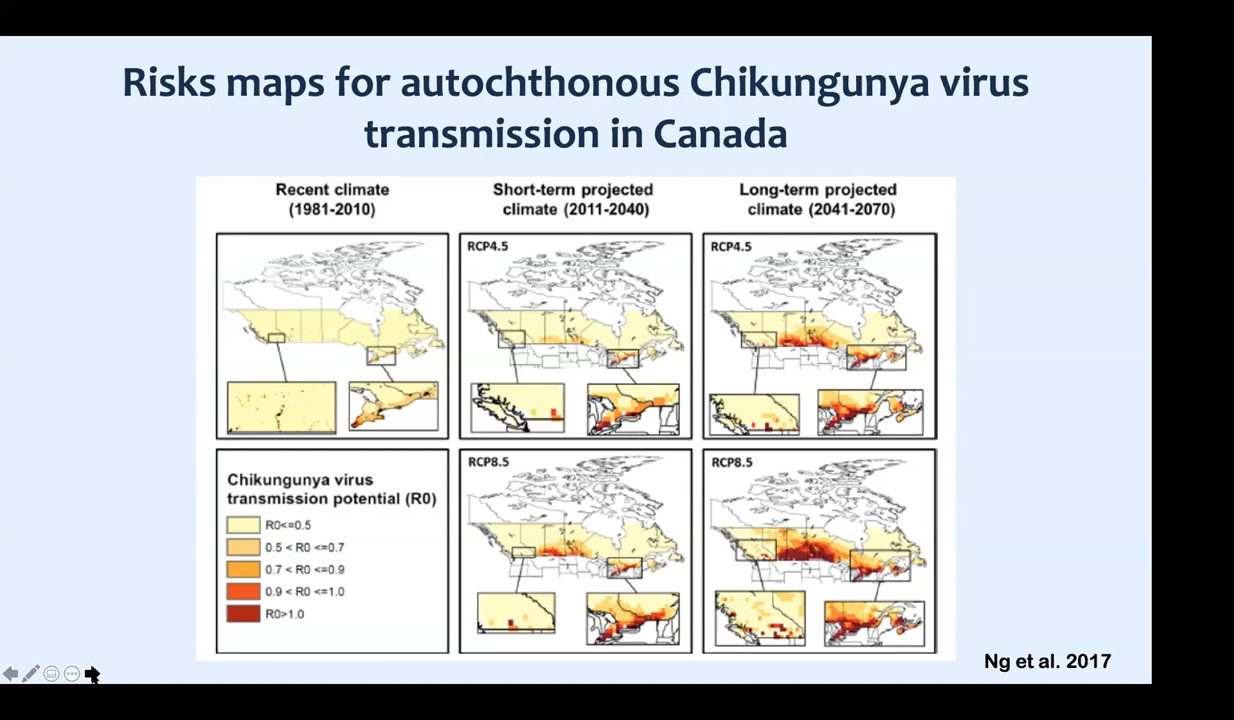 Risks maps for autochthonous Chikungunya virus
transmission in Canada
Recent climate
(1981-2010)
Short-term projected
climate (2011-2040)
Long-term projected
climate (2041-2070)
RCP4.5
RCP4.5
Chikungunya virus
transmission potential (R0)
R0<=0.5
0.5 < R0 <=0.7
0.7 < R0 <=0.9
0.9 < R0 <=1.0
R0>1.0
RCP8.5
RCP8.5
Ng et al. 2017